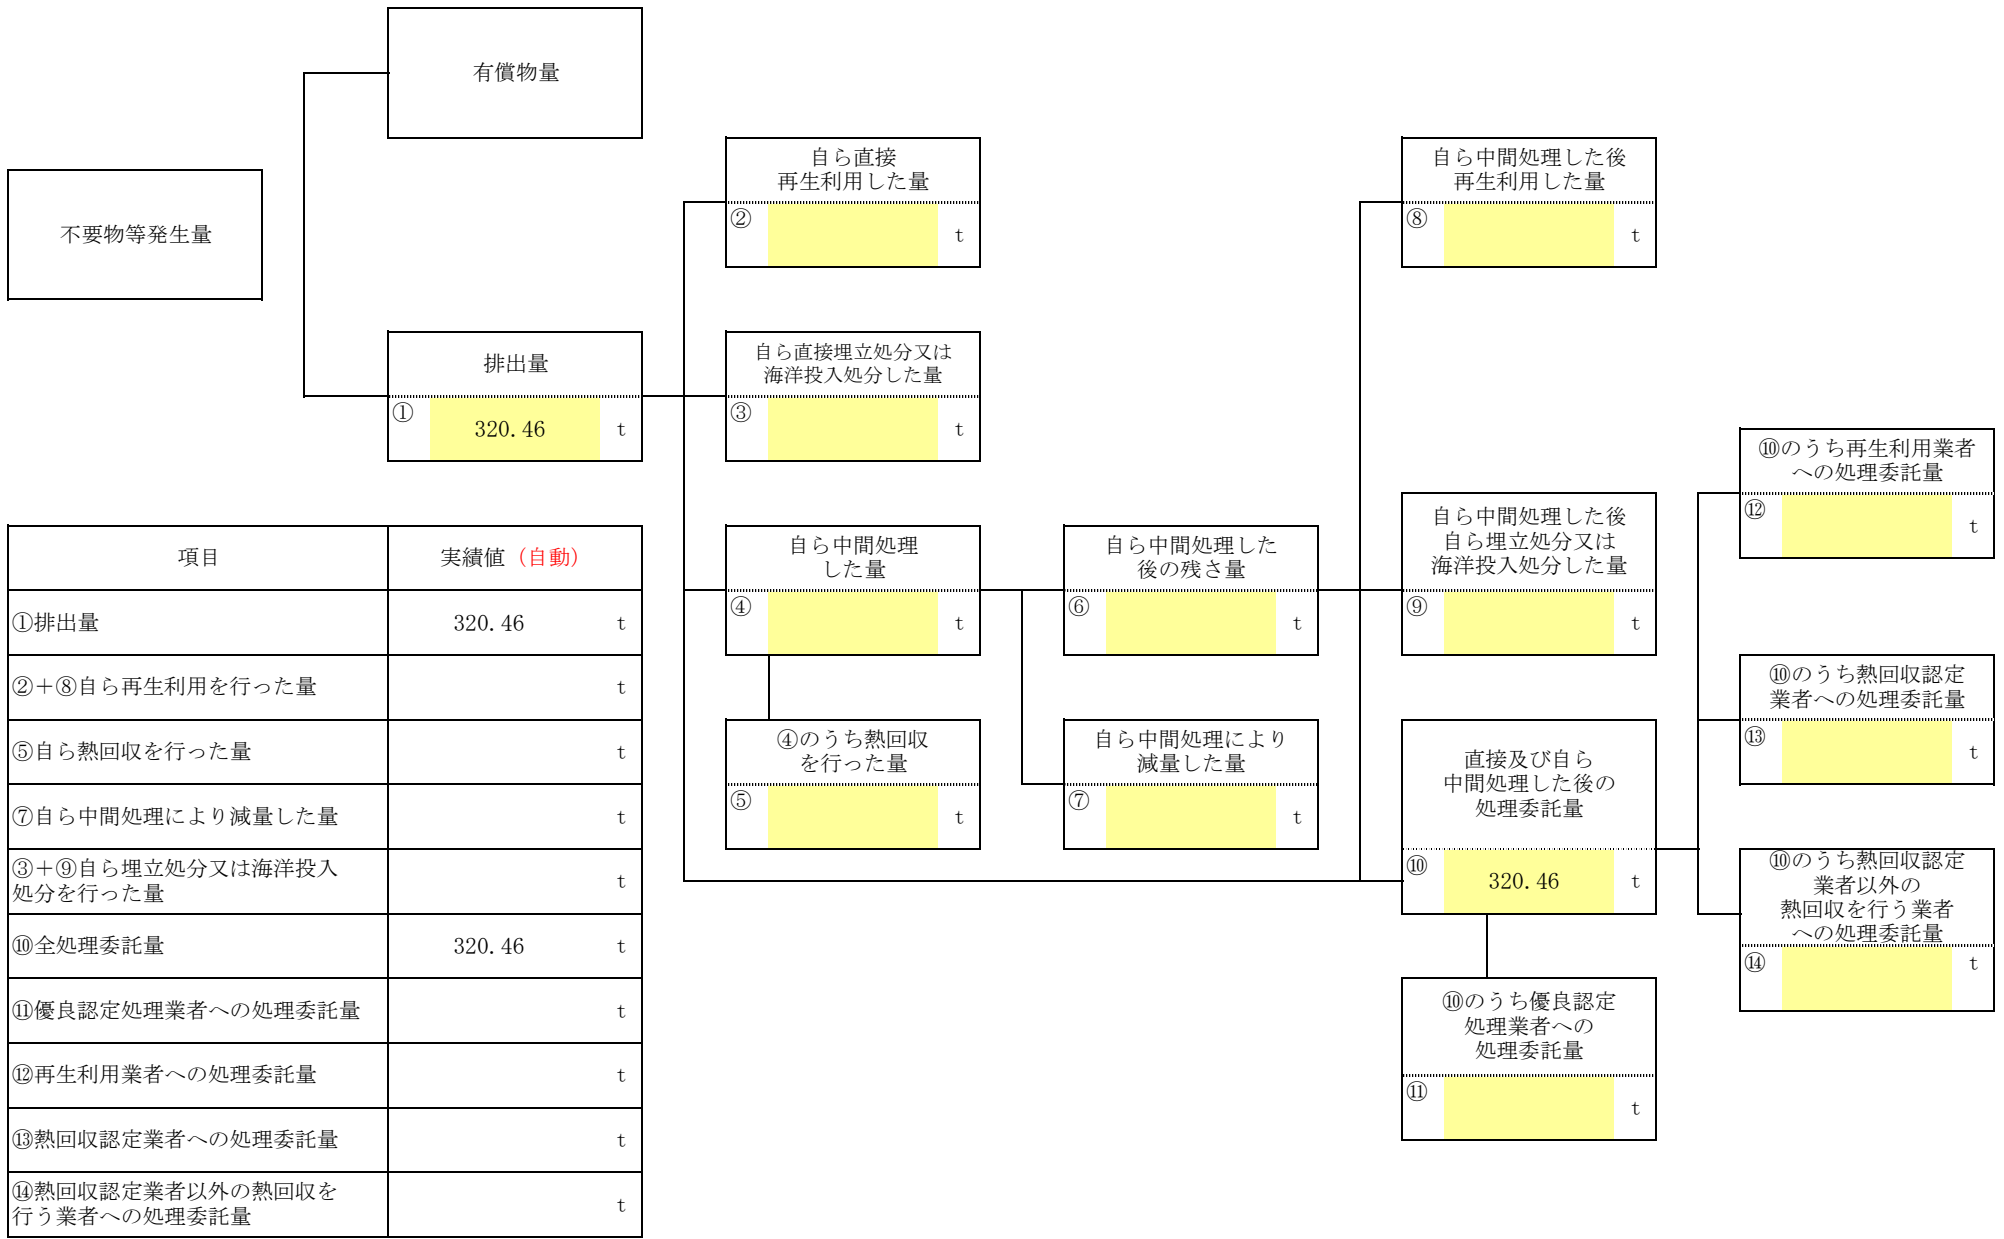 有償物量
不要物等発生量
排出量
①
320.46
t
自ら直接
再生利用した量
②
t
自ら直接埋立処分又は
海洋投入処分した量
③
t
自ら中間処理
した量
④
t
④のうち熱回収
を行った量
⑤
t
自ら中間処理した
後の残さ量
⑥
t
自ら中間処理により
減量した量
⑦
t
自ら中間処理した後
再生利用した量
⑧
t
自ら中間処理した後
自ら埋立処分又は
海洋投入処分した量
⑨
t
直接及び自ら
中間処理した後の
処理委託量
⑩
320.46
t
⑩のうち優良認定
処理業者への
処理委託量
⑪
t
⑩のうち再生利用業者
への処理委託量
⑫
t
⑩のうち熱回収認定
業者への処理委託量
⑬
t
⑩のうち熱回収認定
業者以外の
熱回収を行う業者
への処理委託量
⑭
t
項目 実績値（自動）
①排出量 320.46 t
②＋⑧自ら再生利用を行った量 t
⑤自ら熱回収を行った量 t
⑦自ら中間処理により減量した量 t
③＋⑨自ら埋立処分又は海洋投入
処分を行った量 t
⑩全処理委託量 320.46 t
⑪優良認定処理業者への処理委託量 t
⑫再生利用業者への処理委託量 t
⑬熱回収認定業者への処理委託量 t
⑭熱回収認定業者以外の熱回収を
行う業者への処理委託量 t